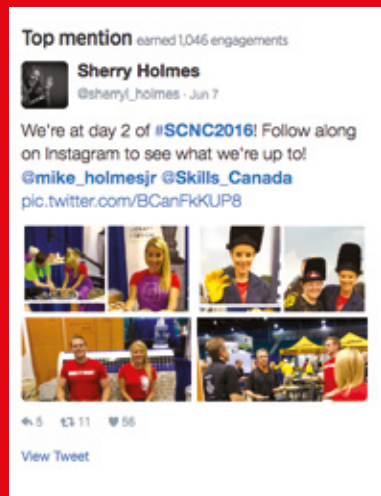 Top mention earned 1,046 engagements
Sherry Holmes
@sherryl_holmes · Jun 7
We're at day 2 of #SCNC2016! Follow along
on Instagram to see what we're up to!
@mike_holmesjr @Skills_Canada
pic.twitter.com/BCanFkKUP8
5 11 56
View Tweet